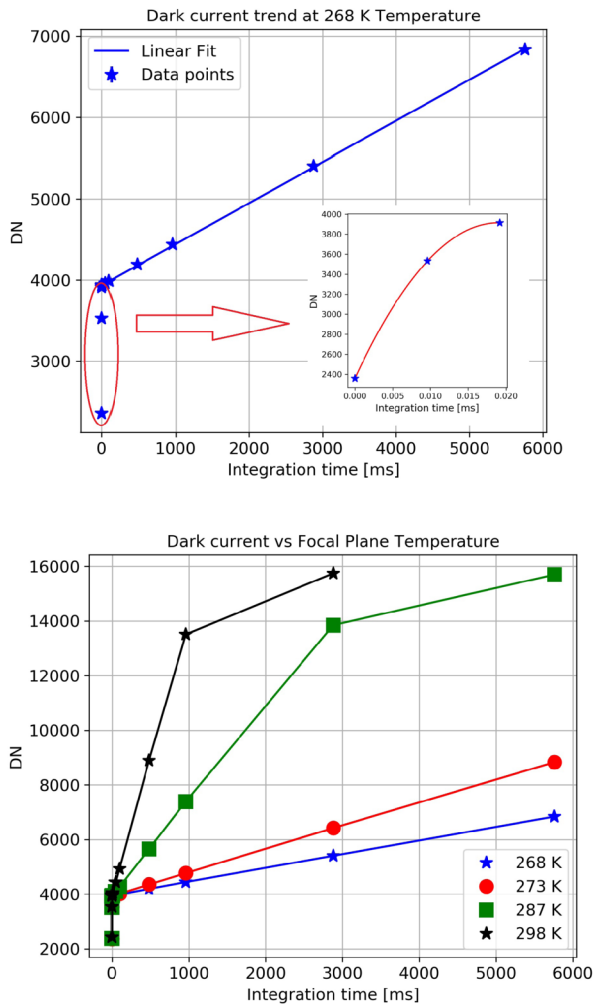 Dark current trend at 268 K Temperature
7000
6000
5000
4000
3000
DN
Linear Fit
Data points
4000
3800
3600
3400
3200
3000
2800
2600
2400
DN
0.000 0.005 0.010 0.015 0.020
Integration time [ms]
0 1000 2000 3000 4000 5000 6000
Integration time [ms]
Dark current vs Focal Plane Temperature
16000
14000
12000
10000
8000
6000
4000
2000
DN
268 K
273 K
287 K
298 K
0 1000 2000 3000 4000 5000 6000
Integration time [ms]